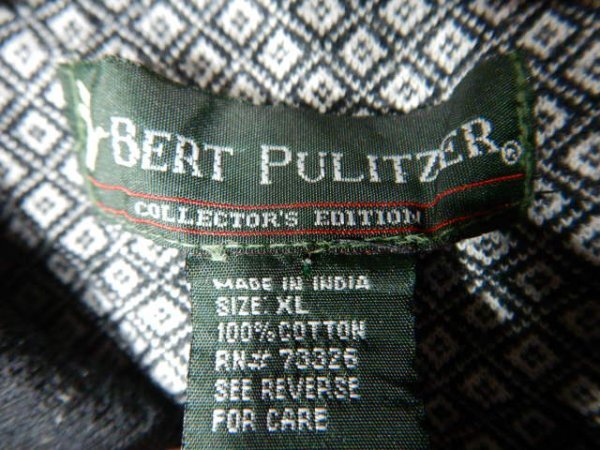 BERT PULITZER®
COLLECTOR'S EDITION
MADE IN INDIA
SIZE: XL
100% COTTON
RN# 73326
SEE REVERSE
FOR CARE